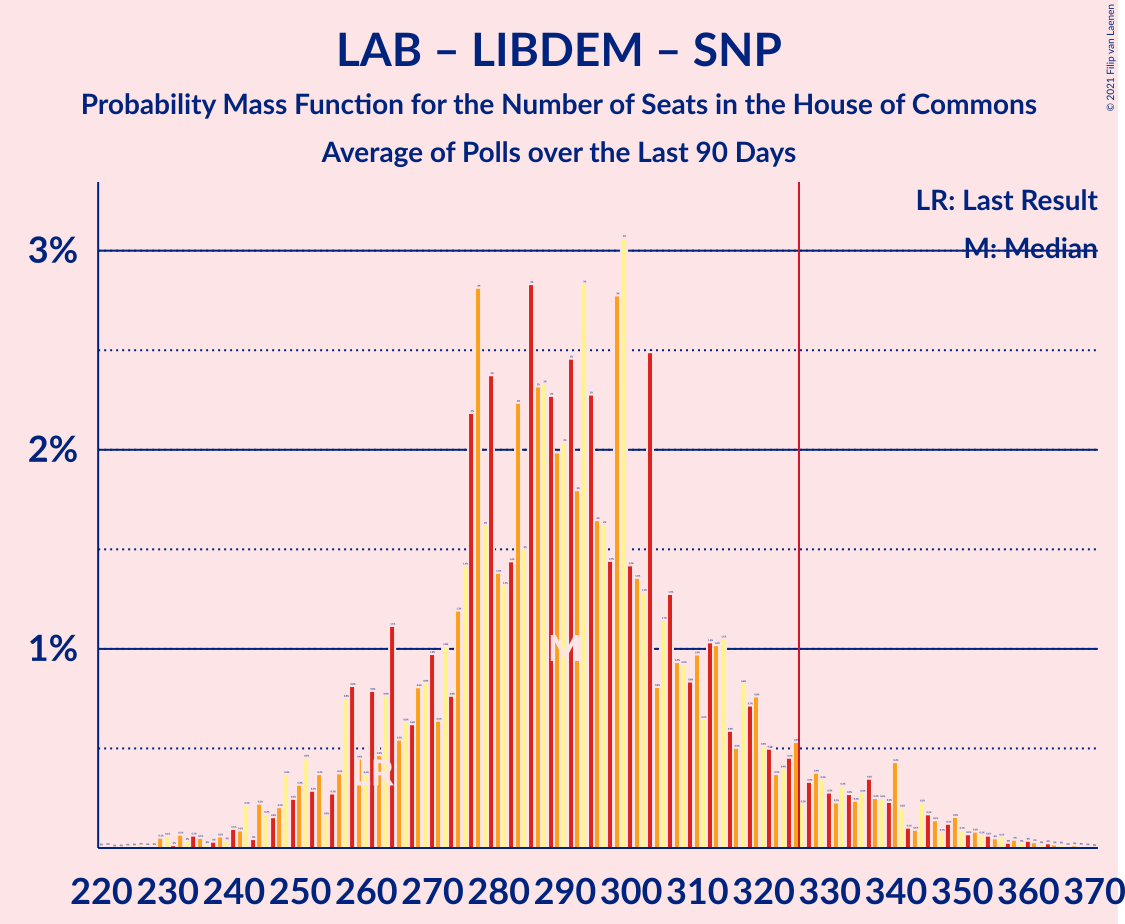 LAB – LIBDEM – SNP
Probability Mass Function for the Number of Seats in the House of Commons
Average of Polls over the Last 90 Days
© 2021 Filip van Laenen
LR: Last Result
M: Median
3%
2%
1%
M
LR
220 230 240 250 260 270 280 290 300 310 320 330 340 350 360 370